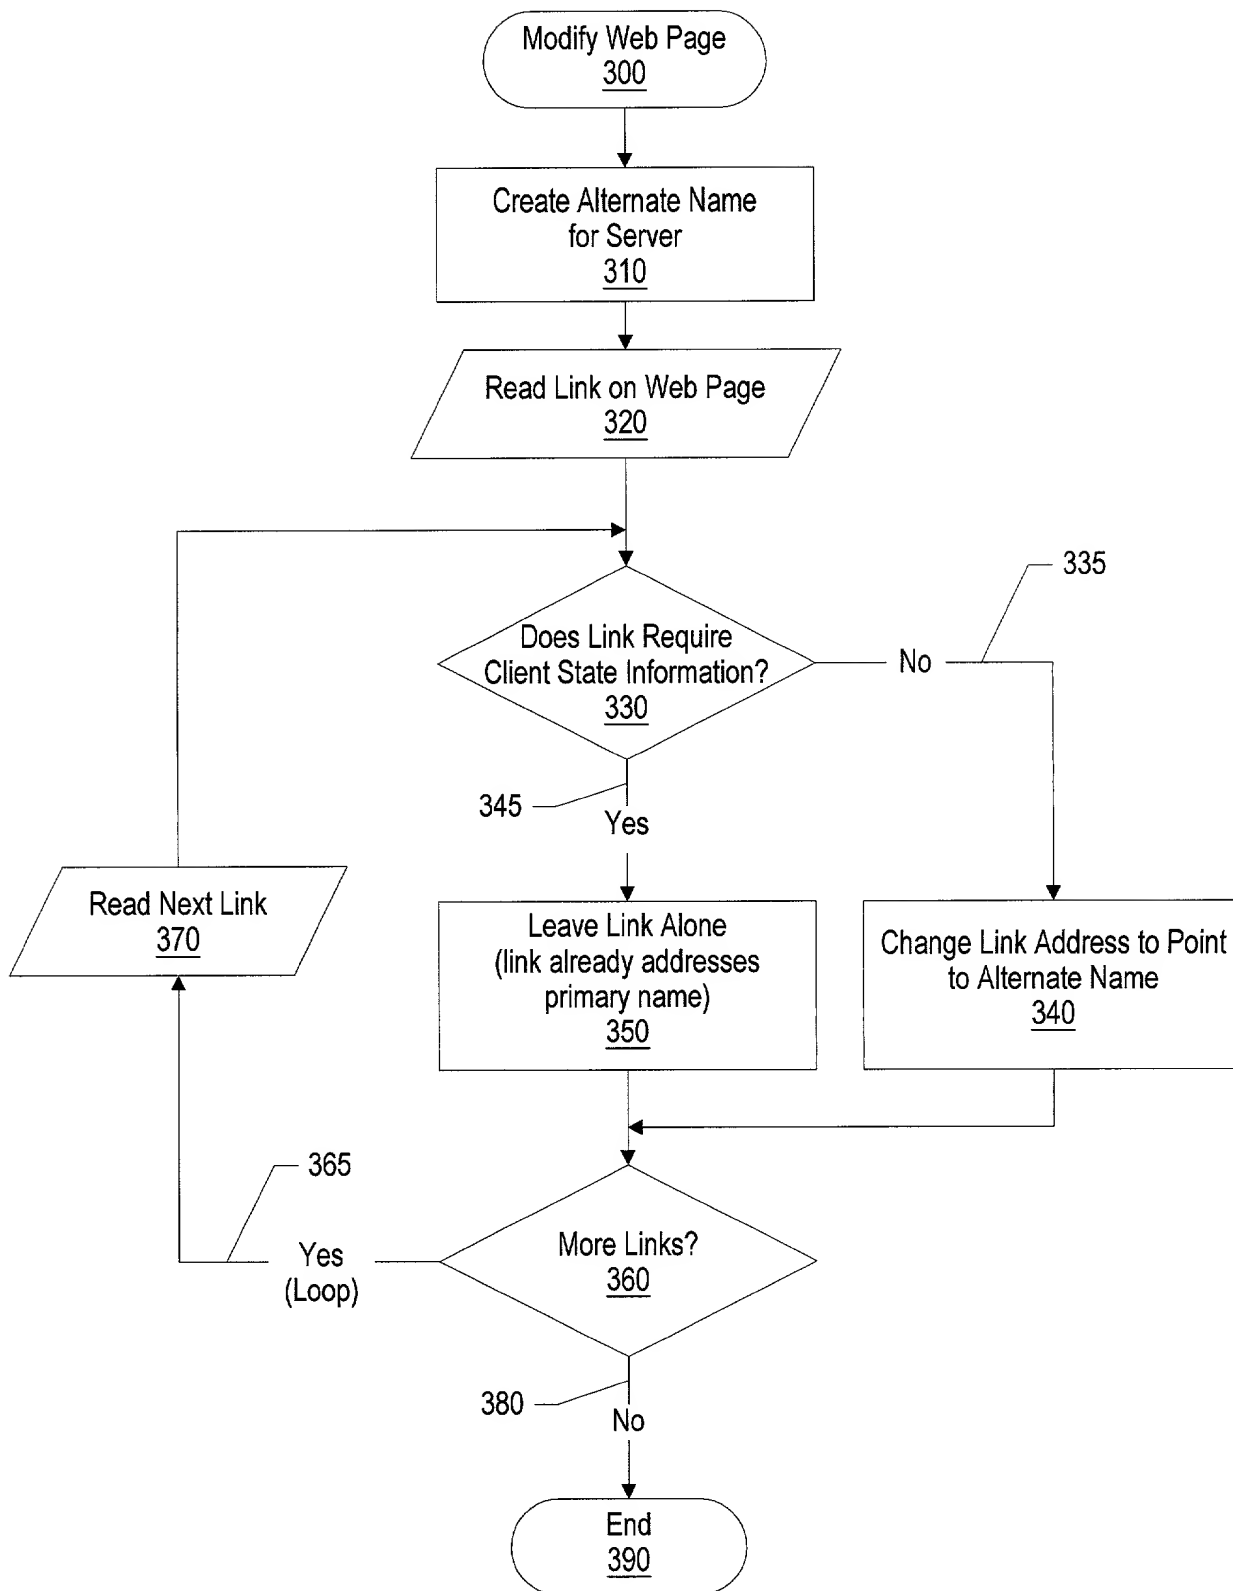 Modify Web Page
300
Create Alternate Name
for Server
310
Read Link on Web Page
320
335
Does Link Require
Client State Information?
330
No
345
Yes
Read Next Link
370
Leave Link Alone
(link already addresses
primary name)
350
Change Link Address to Point
to Alternate Name
340
365
Yes
(Loop)
More Links?
360
380
No
End
390